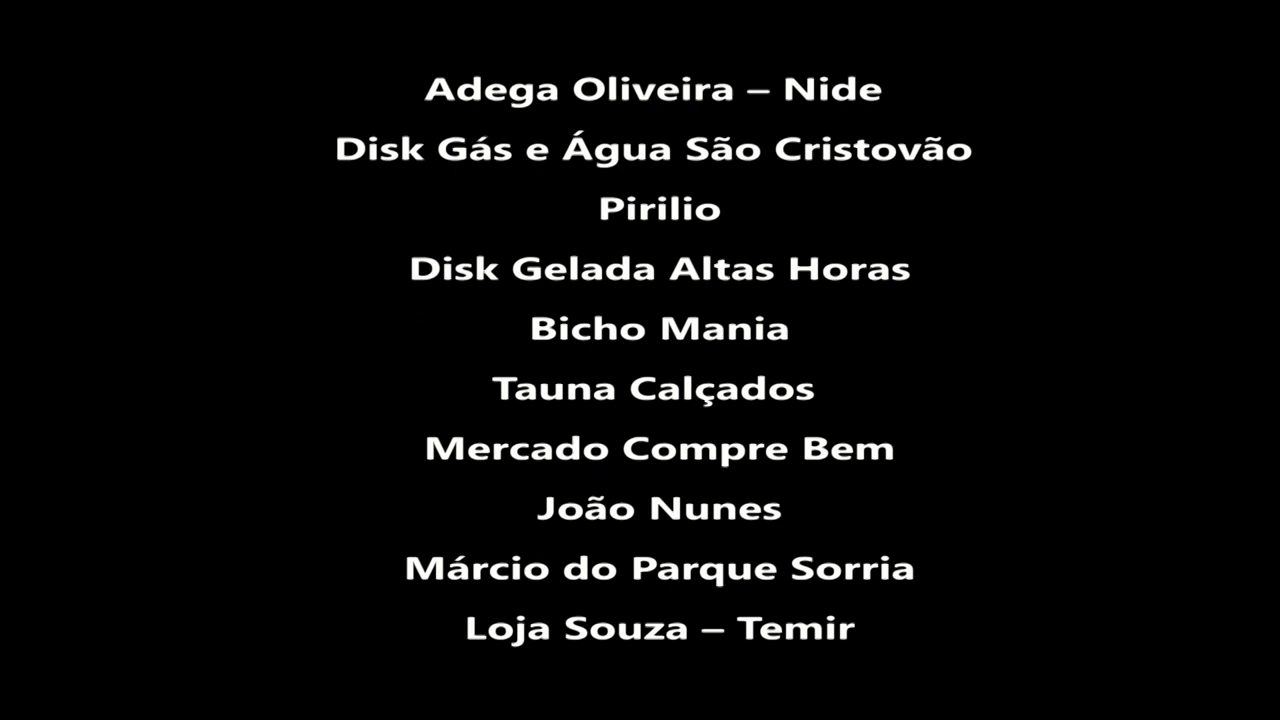 Adega Oliveira – Nide
Disk Gás e Água São Cristovão
Pirilio
Disk Gelada Altas Horas
Bicho Mania
Tauna Calçados
Mercado Compre Bem
João Nunes
Márcio do Parque Sorria
Loja Souza – Temir